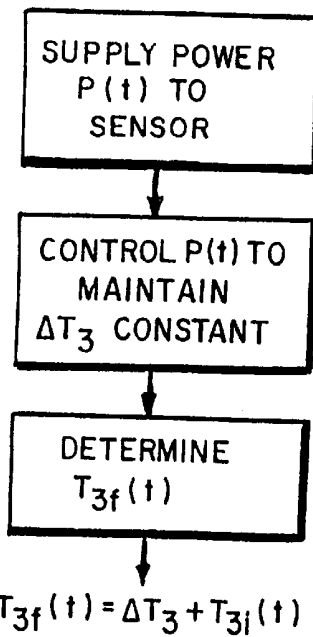 SUPPLY POWER
P(t) TO
SENSOR
CONTROL P(t) TO
MAINTAIN
ΔT3 CONSTANT
DETERMINE
T3f(t)
T3f(t) = ΔT3 + T3i(t)